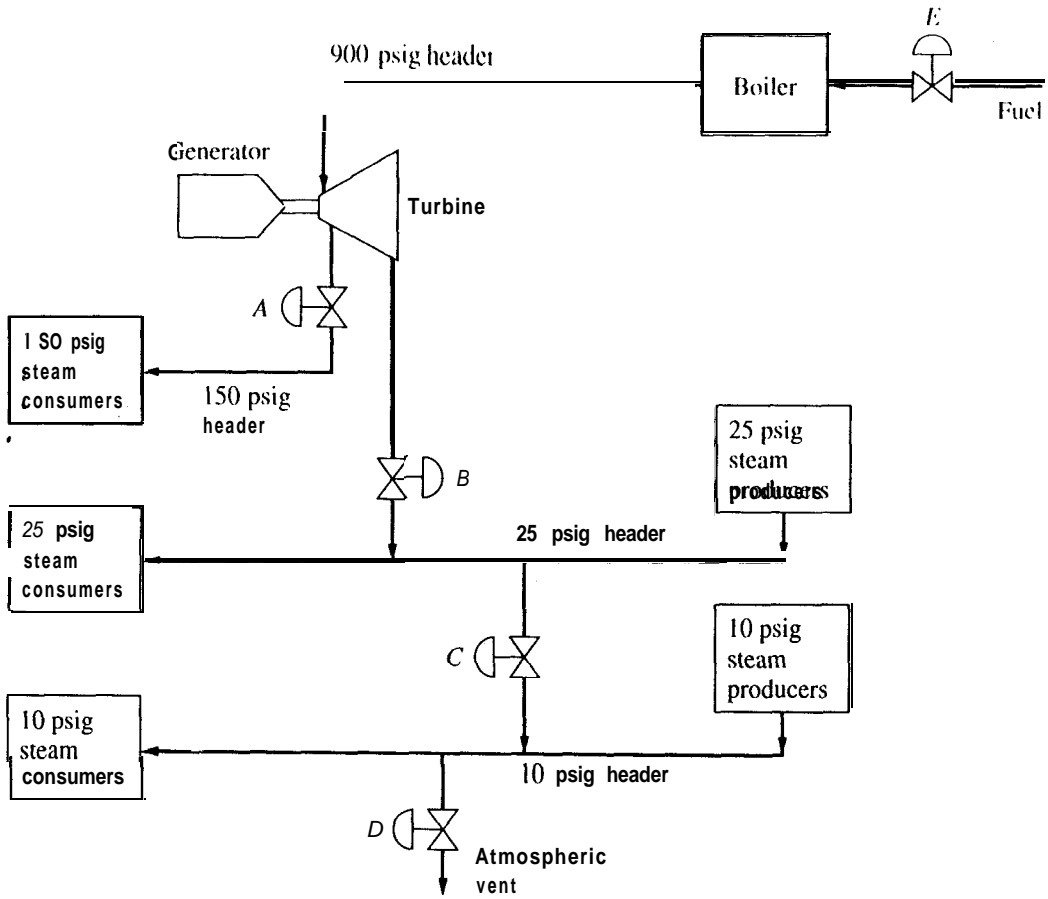 E
900 psig header
Boiler
Fuel
Generator
Turbine
A
1 SO psig
steam
consumers
150 psig
header
25 psig
steam
producers
B
25 psig
steam
consumers
25 psig header
10 psig
steam
producers
C
10 psig
steam
consumers
10 psig header
D
Atmospheric
vent